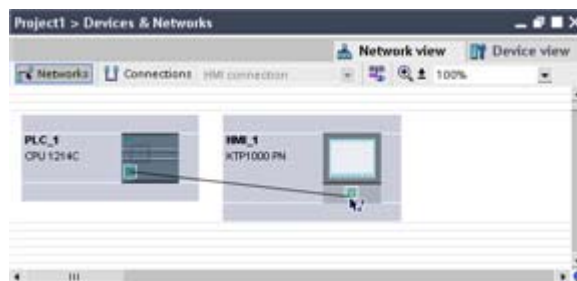 Project1 > Devices & Networks
Network view Device view
Networks Connections HMI connection 100%
PLC_1
CPU 1214C
HMI_1
KTP1000 PN